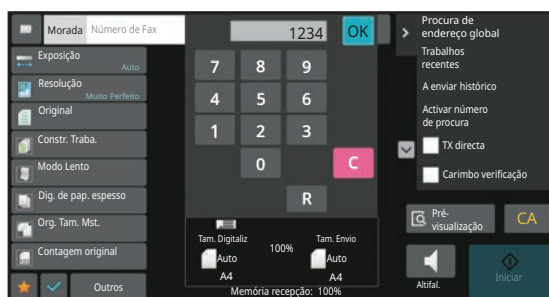 Morada Número de Fax
1234 OK
Exposição
Auto
Resolução
Muito Perfeito
Original
Constr. Traba.
Modo Lento
Dig. de pap. espesso
Org. Tam. Mst.
Contagem original
Outros
7 8 9
4 5 6
1 2 3
0 C
R
Tam. Digitaliz
100%
Tam. Envio
Auto
Auto
A4
A4
Memória recepção: 100%
Procura de
endereço global
Trabalhos
recentes
A enviar histórico
Activar número
de procura
TX directa
Carimbo verificação
Pré-
visualização
CA
Altifal.
Iniciar